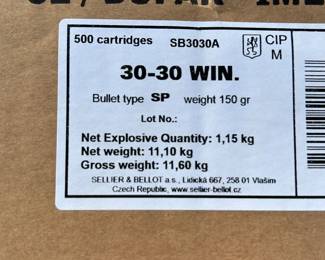 500 cartridges SB3030A CIP
M
30-30 WIN.
Bullet type SP weight 150 gr
Lot No.:
Net Explosive Quantity: 1,15 kg
Net weight: 11,10 kg
Gross weight: 11,60 kg
SELLIER & BELLOT a.s., Lidická 667, 258 01 Vlašim
Czech Republic, www.sellier-bellot.cz